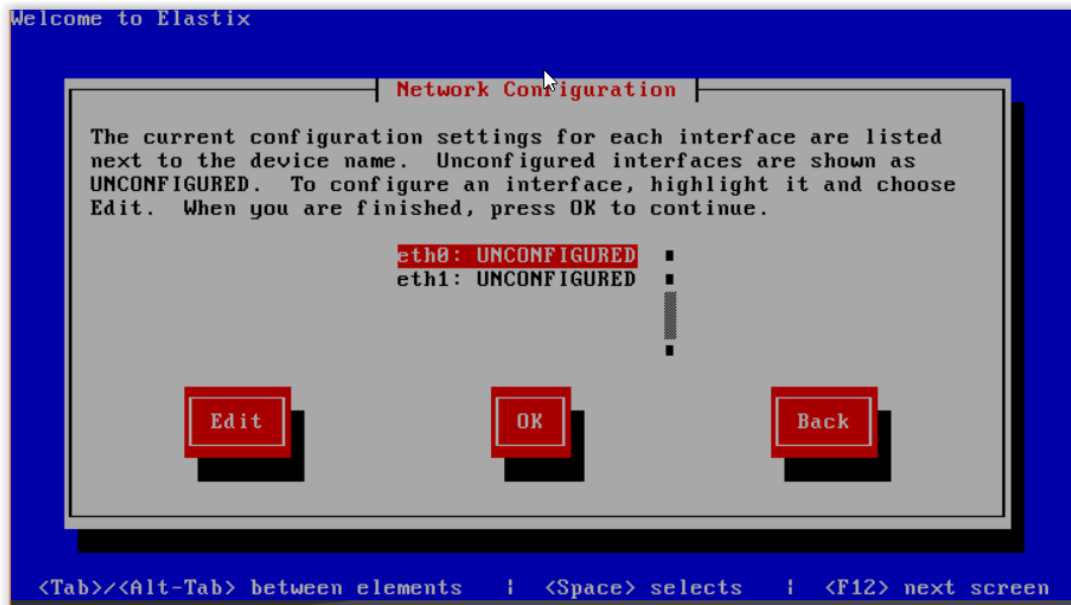 Welcome to Elastix
Network Configuration
The current configuration settings for each interface are listed
next to the device name.  Unconfigured interfaces are shown as
UNCONFIGURED.  To configure an interface, highlight it and choose
Edit.  When you are finished, press OK to continue.
eth0: UNCONFIGURED
eth1: UNCONFIGURED
Edit OK Back
<Tab>/<Alt-Tab> between elements | <Space> selects | <F12> next screen